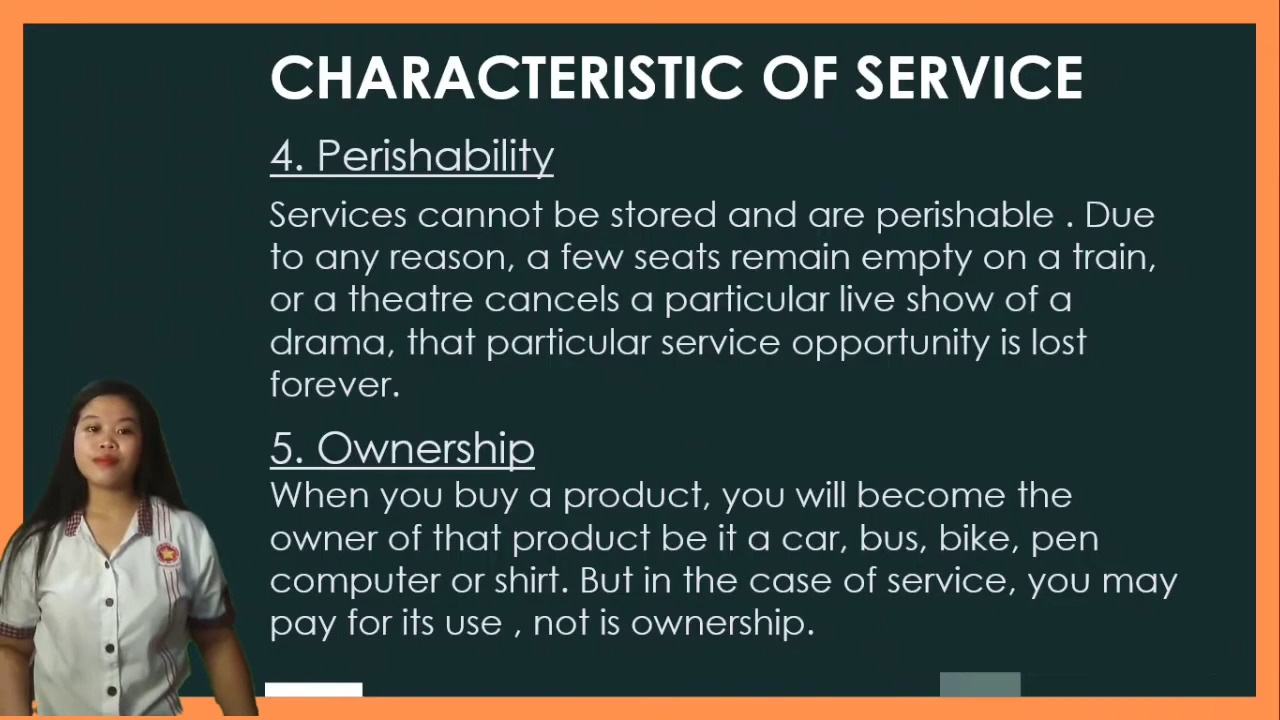 CHARACTERISTIC OF SERVICE
4. Perishability
Services cannot be stored and are perishable . Due
to any reason, a few seats remain empty on a train,
or a theatre cancels a particular live show of a
drama, that particular service opportunity is lost
forever.
5. Ownership
When you buy a product, you will become the
owner of that product be it a car, bus, bike, pen
computer or shirt. But in the case of service, you may
pay for its use , not is ownership.